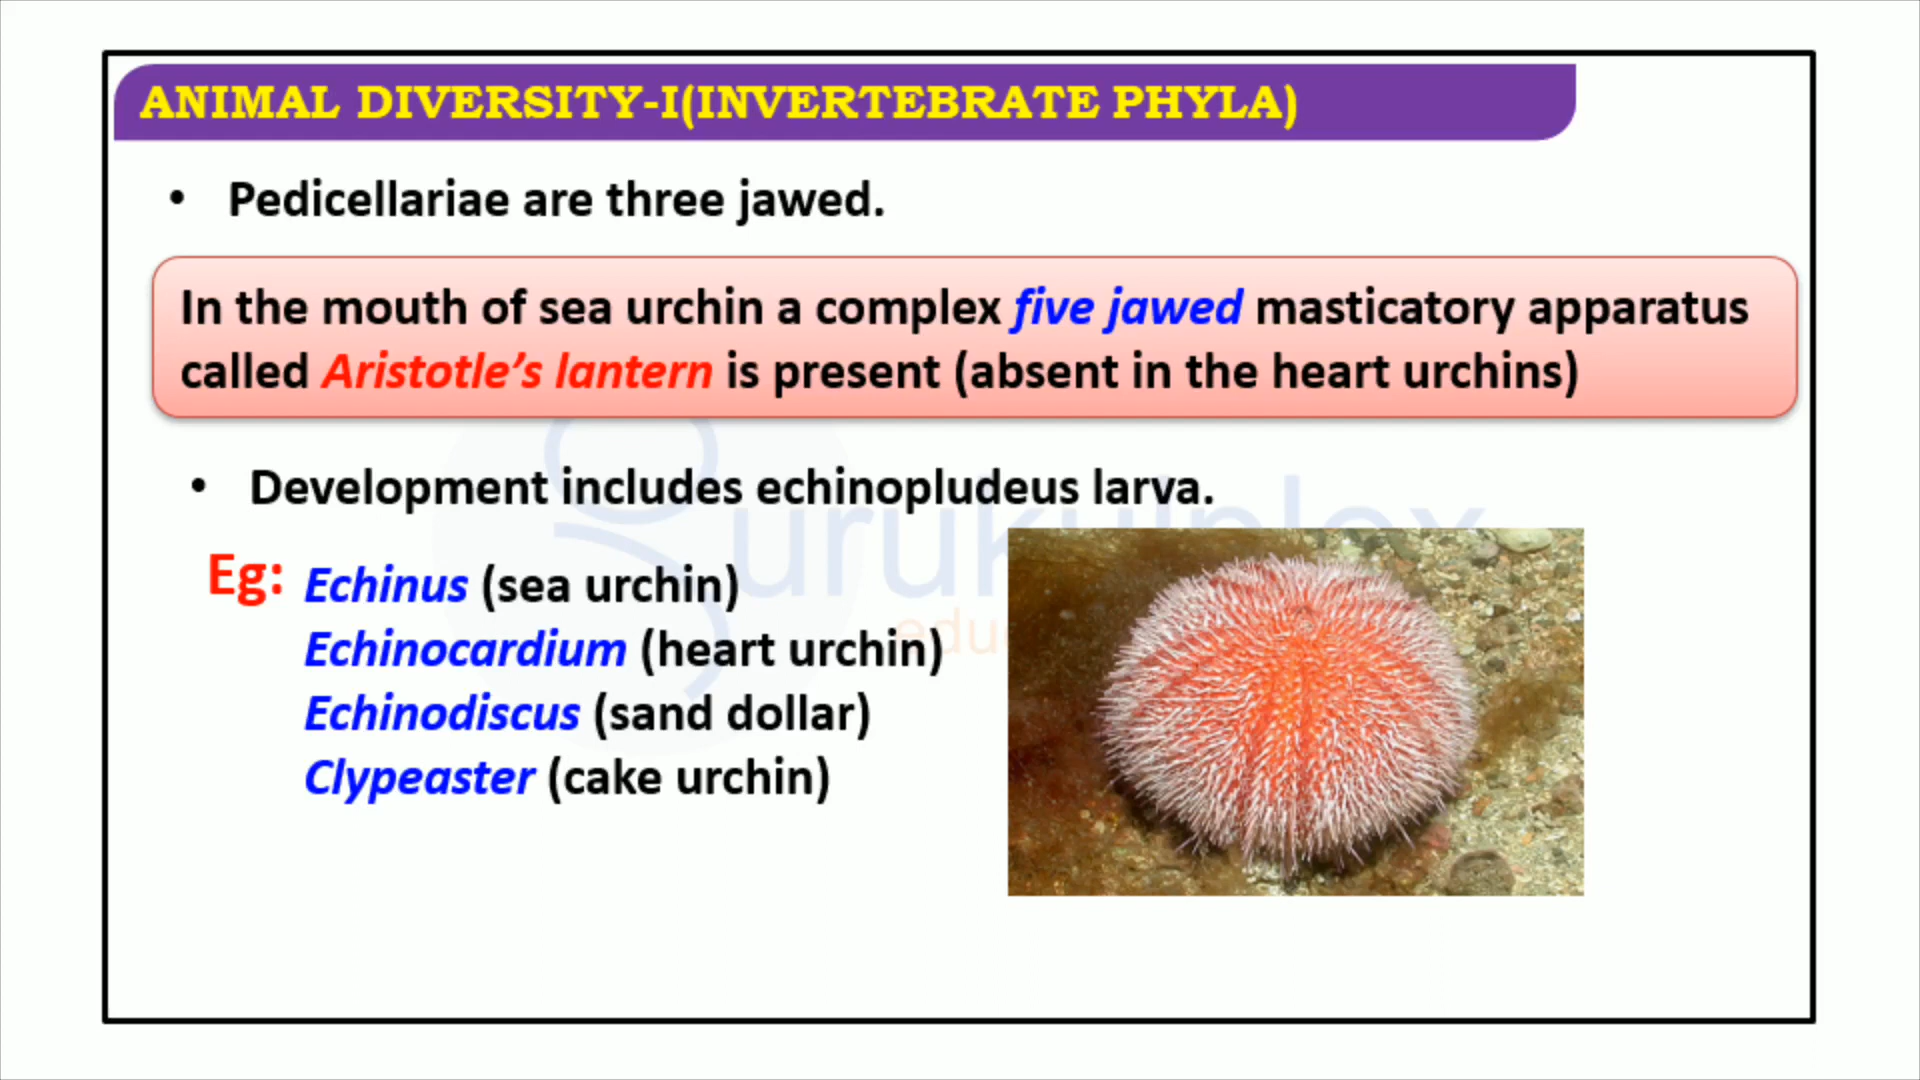 ANIMAL DIVERSITY-I(INVERTEBRATE PHYLA)
• Pedicellariae are three jawed.
In the mouth of sea urchin a complex five jawed masticatory apparatus
called Aristotle's lantern is present (absent in the heart urchins)
• Development includes echinopludeus larva.
Eg: Echinus (sea urchin)
Echinocardium (heart urchin)
Echinodiscus (sand dollar)
Clypeaster (cake urchin)